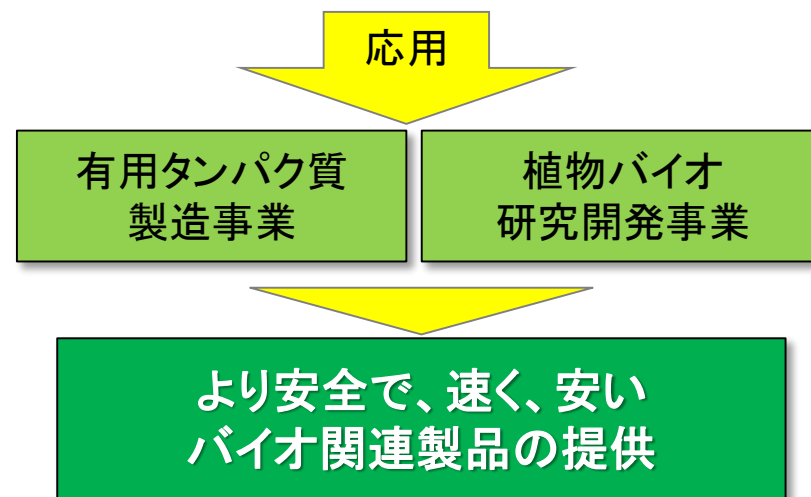 応用
有用タンパク質
製造事業
植物バイオ
研究開発事業
より安全で、速く、安い
バイオ関連製品の提供